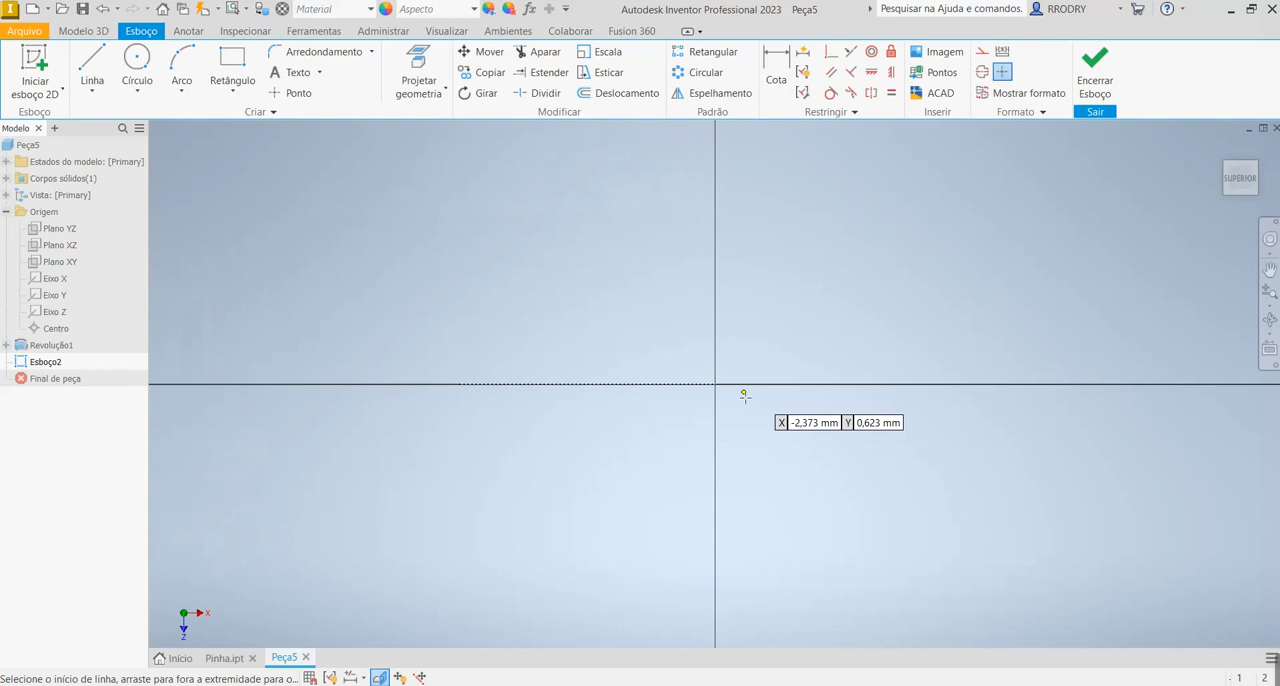 Material
Aspecto
Autodesk Inventor Professional 2023 Peça5
Pesquisar na Ajuda e comandos.
RRODRY
Arquivo
Modelo 3D
Esboço
Anotar
Inspecionar
Ferramentas
Administrar
Visualizar
Ambientes
Colaborar
Fusion 360
Iniciar
esboço 2D
Linha
Círculo
Arco
Retângulo
Arredondamento
Texto
Ponto
Projetar
geometria
Mover
Copiar
Girar
Aparar
Estender
Dividir
Escala
Esticar
Deslocamento
Retangular
Circular
Espelhamento
Cota
Imagem
Pontos
ACAD
Mostrar formato
Encerrar
Esboço
Esboço
Criar
Modificar
Padrão
Restringir
Inserir
Formato
Sair
Modelo
Peça5
Estados do modelo: [Primary]
Corpos sólidos(1)
Vista: [Primary]
Origem
Plano YZ
Plano XZ
Plano XY
Eixo X
Eixo Y
Eixo Z
Centro
Revolução1
Esboço2
Final de peça
SUPERIOR
X -2,373 mm Y 0,623 mm
X
Z
Início
Pinha.ipt
Peça5
Selecione o início de linha, arraste para fora a extremidade para o...
1 2